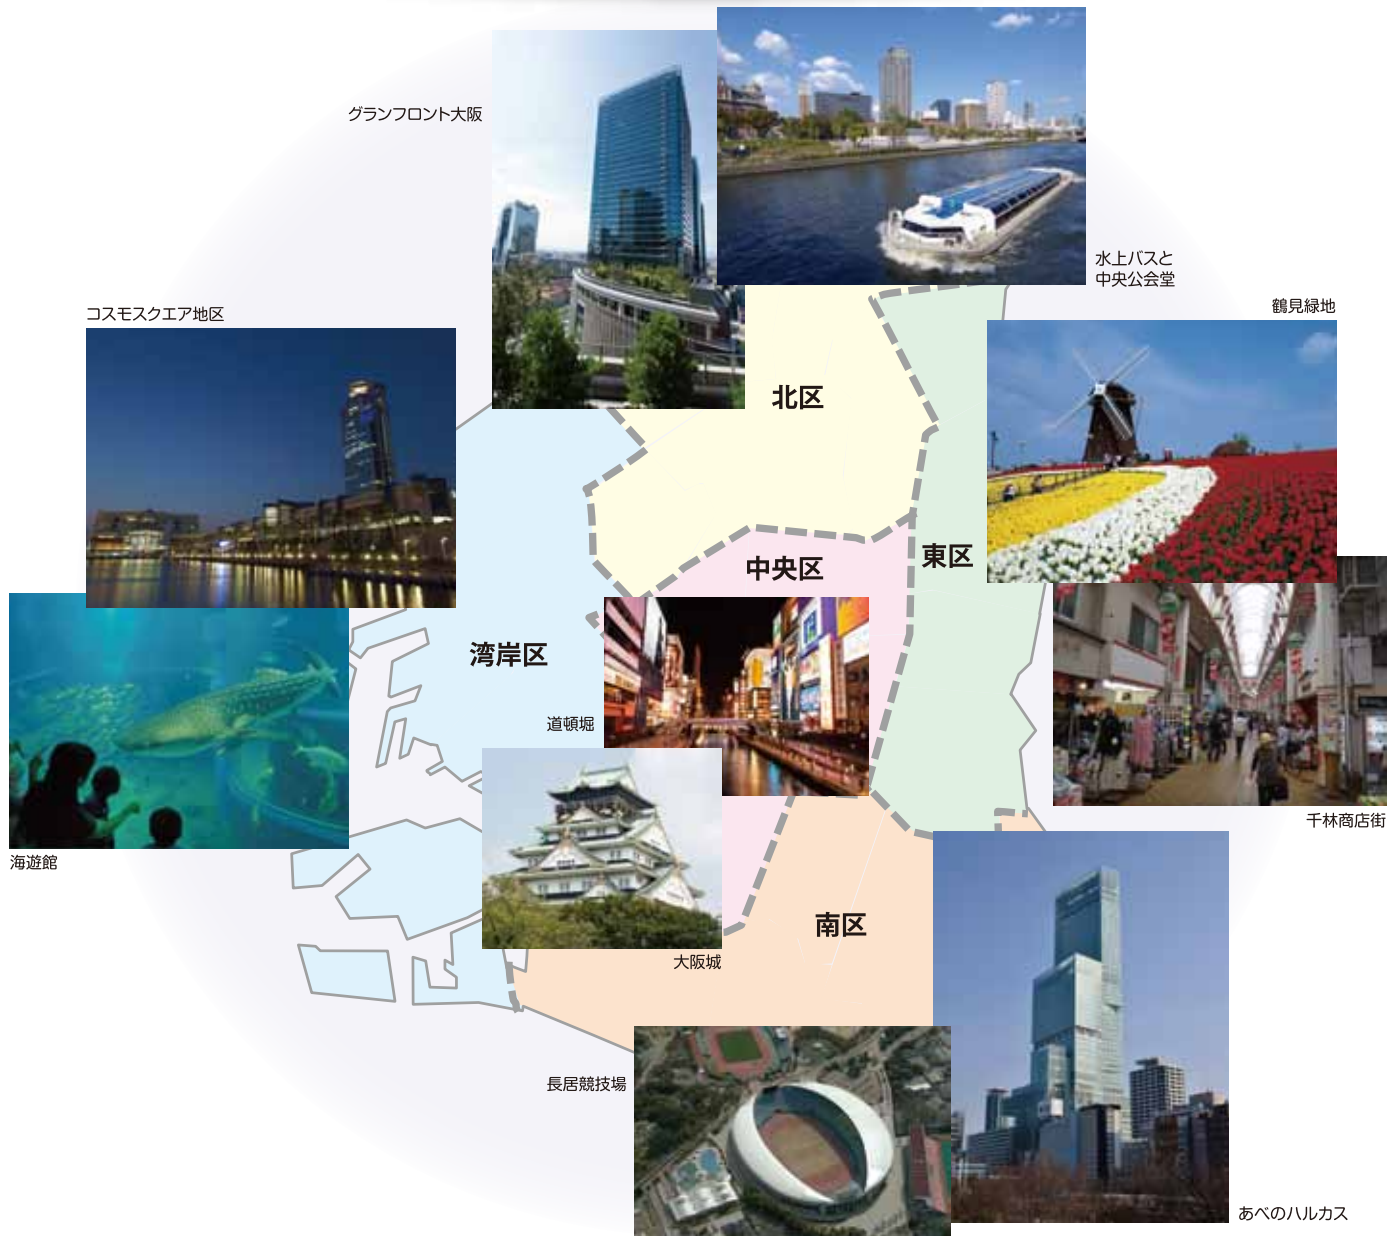 グランフロント大阪
水上バスと
中央公会堂
鶴見緑地
コスモスクエア地区
北区
中央区
東区
湾岸区
道頓堀
千林商店街
海遊館
南区
大阪城
長居競技場
あべのハルカス